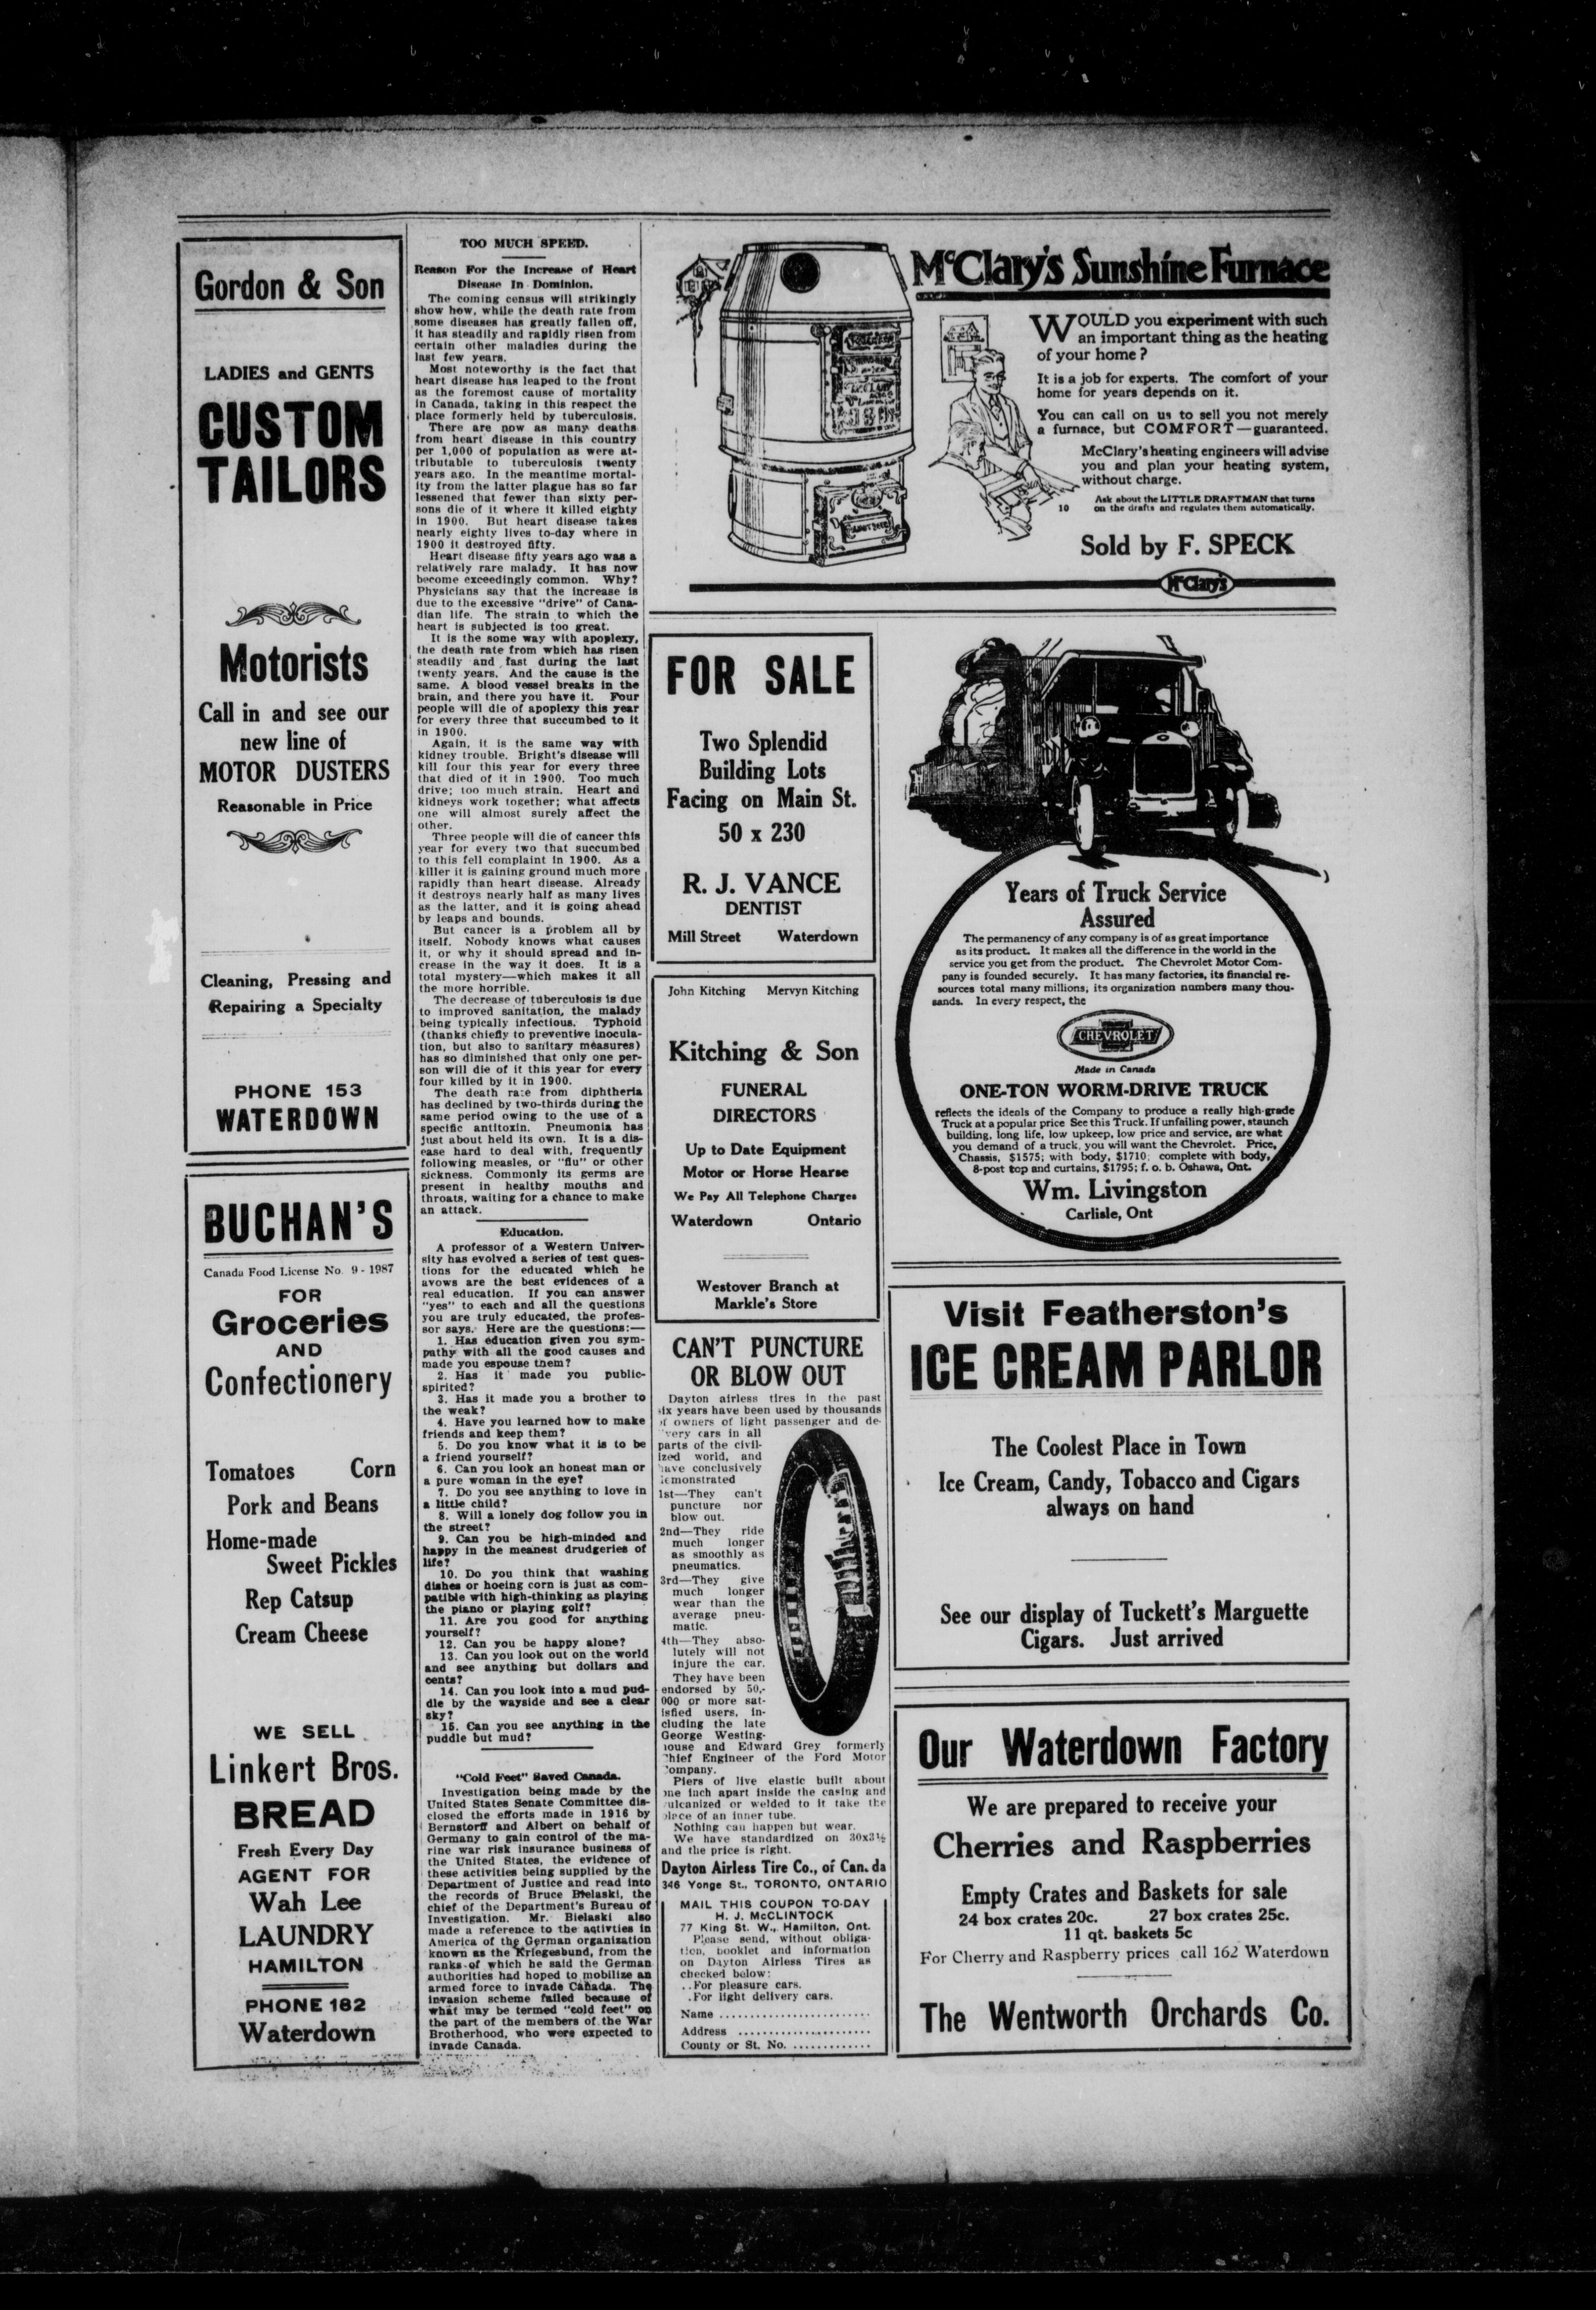 Gordon & Son
LADIES and GENTS
CUSTOM
TAILORS
Motorists
Call in and see our
new line of
MOTOR DUSTERS
Reasonable in Price
Cleaning, Pressing and
Repairing a Specialty
PHONE 153
WATERDOWN
BUCHAN'S
Canada Food License No. 9 - 1987
FOR
Groceries
AND
Confectionery
Tomatoes Corn
Pork and Beans
Home-made
Sweet Pickles
Rep Catsup
Cream Cheese
WE SELL
Linkert Bros.
BREAD
Fresh Every Day
AGENT FOR
Wah Lee
LAUNDRY
HAMILTON
PHONE 182
Waterdown
TOO MUCH SPEED.
Reason For the Increase of Heart
Disease In Dominion.
The coming census will strikingly
show how, while the death rate from
some diseases has greatly fallen off,
it has steadily and rapidly risen from
certain other maladies during the
last few years.
Most noteworthy is the fact that
heart disease has leaped to the front
as the foremost cause of mortality
in Canada, taking in this respect the
place formerly held by tuberculosis.
There are now as many deaths
from heart disease in this country
per 1,000 of population as were at-
tributable to tuberculosis twenty
years ago. In the meantime mortal-
ity from the latter plague has so far
lessened that fewer than sixty per-
sons die of it where it killed eighty
in 1900. But heart disease takes
nearly eighty lives to-day where in
1900 it destroyed fifty.
Heart disease fifty years ago was a
relatively rare malady. It has now
become exceedingly common. Why?
Physicians say that the increase is
due to the excessive "drive" of Cana-
dian life. The strain to which the
heart is subjected is too great.
It is the some way with apoplexy,
the death rate from which has risen
steadily and fast during the last
twenty years. And the cause is the
same. A blood vessel breaks in the
brain, and there you have it. Four
people will die of apoplexy this year
for every three that succumbed to it
in 1900.
Again, it is the same way with
kidney trouble. Bright's disease will
kill four this year for every three
that died of it in 1900. Too much
drive; too much strain. Heart and
kidneys work together; what affects
one will almost surely affect the
other.
Three people will die of cancer this
year for every two that succumbed
to this fell complaint in 1900. As a
killer it is gaining ground much more
rapidly than heart disease. Already
it destroys nearly half as many lives
as the latter, and it is going ahead
by leaps and bounds.
But cancer is a problem all by
itself. Nobody knows what causes
it, or why it should spread and in-
crease in the way it does. It is a
total mystery—which makes it all
the more horrible.
The decrease of tuberculosis is due
to improved sanitation, the malady
being typically infectious. Typhoid
(thanks chiefly to preventive inocula-
tion, but also to sanitary measures)
has so diminished that only one per-
son will die of it this year for every
four killed by it in 1900.
The death rate from diphtheria
has declined by two-thirds during the
same period owing to the use of a
specific antitoxin. Pneumonia has
just about held its own. It is a dis-
ease hard to deal with, frequently
following measles, or "flu" or other
sickness. Commonly its germs are
present in healthy mouths and
throats, waiting for a chance to make
an attack.
Education.
A professor of a Western Univer-
sity has evolved a series of test ques-
tions for the educated which he
avows are the best evidences of a
real education. If you can answer
"yes" to each and all the questions
you are truly educated, the profes-
sor says. Here are the questions:—
1. Has education given you sym-
pathy with all the good causes and
made you espouse them?
2. Has it made you public-
spirited?
3. Has it made you a brother to
the weak?
4. Have you learned how to make
friends and keep them?
5. Do you know what it is to be
a friend yourself?
6. Can you look an honest man or
a pure woman in the eye?
7. Do you see anything to love in
a little child?
8. Will a lonely dog follow you in
the street?
9. Can you be high-minded and
happy in the meanest drudgeries of
life?
10. Do you think that washing
dishes or hoeing corn is just as com-
patible with high-thinking as playing
the piano or playing golf?
11. Are you good for anything
yourself?
12. Can you be happy alone?
13. Can you look out on the world
and see anything but dollars and
cents?
14. Can you look into a mud pud-
dle by the wayside and see a clear
sky?
15. Can you see anything in the
puddle but mud?
"Cold Feet" Saved Canada.
Investigation being made by the
United States Senate Committee dis-
closed the efforts made in 1916 by
Bernstorff and Albert on behalf of
Germany to gain control of the ma-
rine war risk insurance business of
the United States, the evidence of
these activities being supplied by the
Department of Justice and read into
the records of Bruce Bielaski, the
chief of the Department's Bureau of
Investigation. Mr. Bielaski also
made a reference to the activties in
America of the German organization
known as the Kriegesbund, from the
ranks of which he said the German
authorities had hoped to mobilize an
armed force to invade Canada. The
invasion scheme failed because of
what may be termed "cold feet" on
the part of the members of the War
Brotherhood, who were expected to
invade Canada.
McClary's Sunshine Furnace
WOULD you experiment with such
an important thing as the heating
of your home?
It is a job for experts. The comfort of your
home for years depends on it.
You can call on us to sell you not merely
a furnace, but COMFORT—guaranteed.
McClary's heating engineers will advise
you and plan your heating system,
without charge.
Ask about the LITTLE DRAFTMAN that turns
10 on the drafts and regulates them automatically.
Sold by F. SPECK
McClary's
FOR SALE
Two Splendid
Building Lots
Facing on Main St.
50 x 230
R. J. VANCE
DENTIST
Mill Street Waterdown
John Kitching Mervyn Kitching
Kitching & Son
FUNERAL
DIRECTORS
Up to Date Equipment
Motor or Horse Hearse
We Pay All Telephone Charges
Waterdown Ontario
Westover Branch at
Markle's Store
CAN'T PUNCTURE
OR BLOW OUT
Dayton airless tires in the past
six years have been used by thousands
of owners of light passenger and de-
livery cars in all
parts of the civil-
ized world, and
have conclusively
demonstrated
1st—They can't
puncture nor
blow out.
2nd—They ride
much longer
as smoothly as
pneumatics.
3rd—They give
much longer
wear than the
average pneu-
matic.
4th—They abso-
lutely will not
injure the car.
They have been
endorsed by 50,-
000 or more sat-
isfied users, in-
cluding the late
George Westing-
house and Edward Grey formerly
Chief Engineer of the Ford Motor
Company.
Piers of live elastic built about
one inch apart inside the casing and
vulcanized or welded to it take the
place of an inner tube.
Nothing can happen but wear.
We have standardized on 30x3½
and the price is right.
Dayton Airless Tire Co., of Can. da
346 Yonge St., TORONTO, ONTARIO
MAIL THIS COUPON TO-DAY
H. J. McCLINTOCK
77 King St. W., Hamilton, Ont.
Please send, without obliga-
tion, booklet and information
on Dayton Airless Tires as
checked below:
..For pleasure cars.
.For light delivery cars.
Name ........................
Address ......................
County or St. No. .............
Years of Truck Service
Assured
The permanency of any company is of as great importance
as its product. It makes all the difference in the world in the
service you get from the product. The Chevrolet Motor Com-
pany is founded securely. It has many factories, its financial re-
sources total many millions, its organization numbers many thou-
sands. In every respect, the
CHEVROLET
Made in Canada
ONE-TON WORM-DRIVE TRUCK
reflects the ideals of the Company to produce a really high-grade
Truck at a popular price See this Truck. If unfailing power, staunch
building, long life, low upkeep, low price and service, are what
you demand of a truck, you will want the Chevrolet. Price,
Chassis, $1575; with body, $1710; complete with body,
8-post top and curtains, $1795; f. o. b. Oshawa, Ont.
Wm. Livingston
Carlisle, Ont
Visit Featherston's
ICE CREAM PARLOR
The Coolest Place in Town
Ice Cream, Candy, Tobacco and Cigars
always on hand
See our display of Tuckett's Marguette
Cigars. Just arrived
Our Waterdown Factory
We are prepared to receive your
Cherries and Raspberries
Empty Crates and Baskets for sale
24 box crates 20c. 27 box crates 25c.
11 qt. baskets 5c
For Cherry and Raspberry prices call 162 Waterdown
The Wentworth Orchards Co.